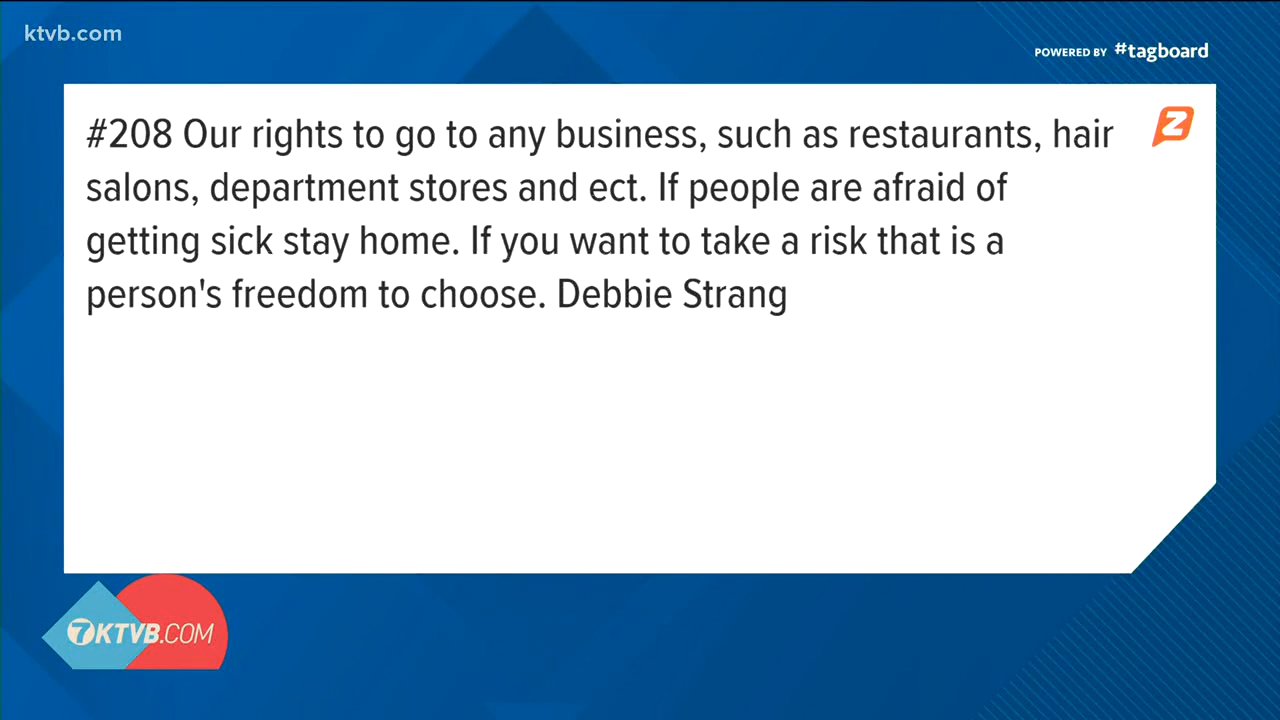 ktvb.com
POWERED BY #tagboard
#208 Our rights to go to any business, such as restaurants, hair
salons, department stores and ect. If people are afraid of
getting sick stay home. If you want to take a risk that is a
person's freedom to choose. Debbie Strang
7KTVB.COM